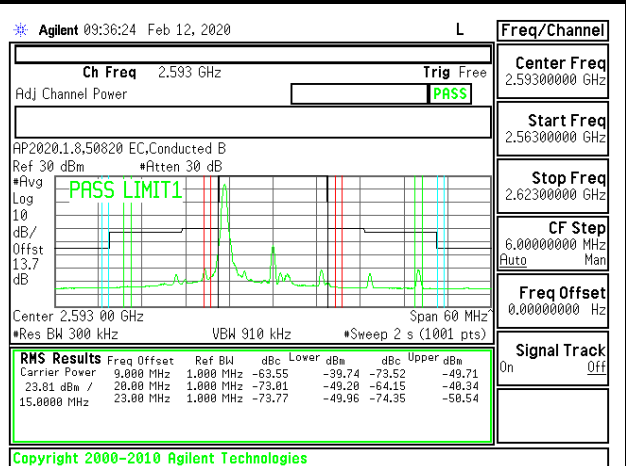 Agilent 09:36:24 Feb 12, 2020 L Freq/Channel
Ch Freq 2.593 GHz Trig Free
Adj Channel Power PASS
AP2020.1.8,50820 EC,Conducted B
Ref 30 dBm #Atten 30 dB
#Avg
Log
10
dB/
Offst
13.7
dB
PASS LIMIT1
Center 2.593 00 GHz Span 60 MHz
#Res BW 300 kHz VBW 910 kHz #Sweep 2 s (1001 pts)
RMS Results Freq Offset Ref BW dBc Lower dBm dBc Upper dBm
Carrier Power 9.000 MHz 1.000 MHz -63.55 -39.74 -73.52 -49.71
23.81 dBm / 20.00 MHz 1.000 MHz -73.01 -49.20 -64.15 -40.34
15.0000 MHz 23.00 MHz 1.000 MHz -73.77 -49.96 -74.35 -50.54
Copyright 2000-2010 Agilent Technologies
Center Freq
2.59300000 GHz
Start Freq
2.56300000 GHz
Stop Freq
2.62300000 GHz
CF Step
6.00000000 MHz
Auto Man
Freq Offset
0.00000000 Hz
Signal Track
On Off